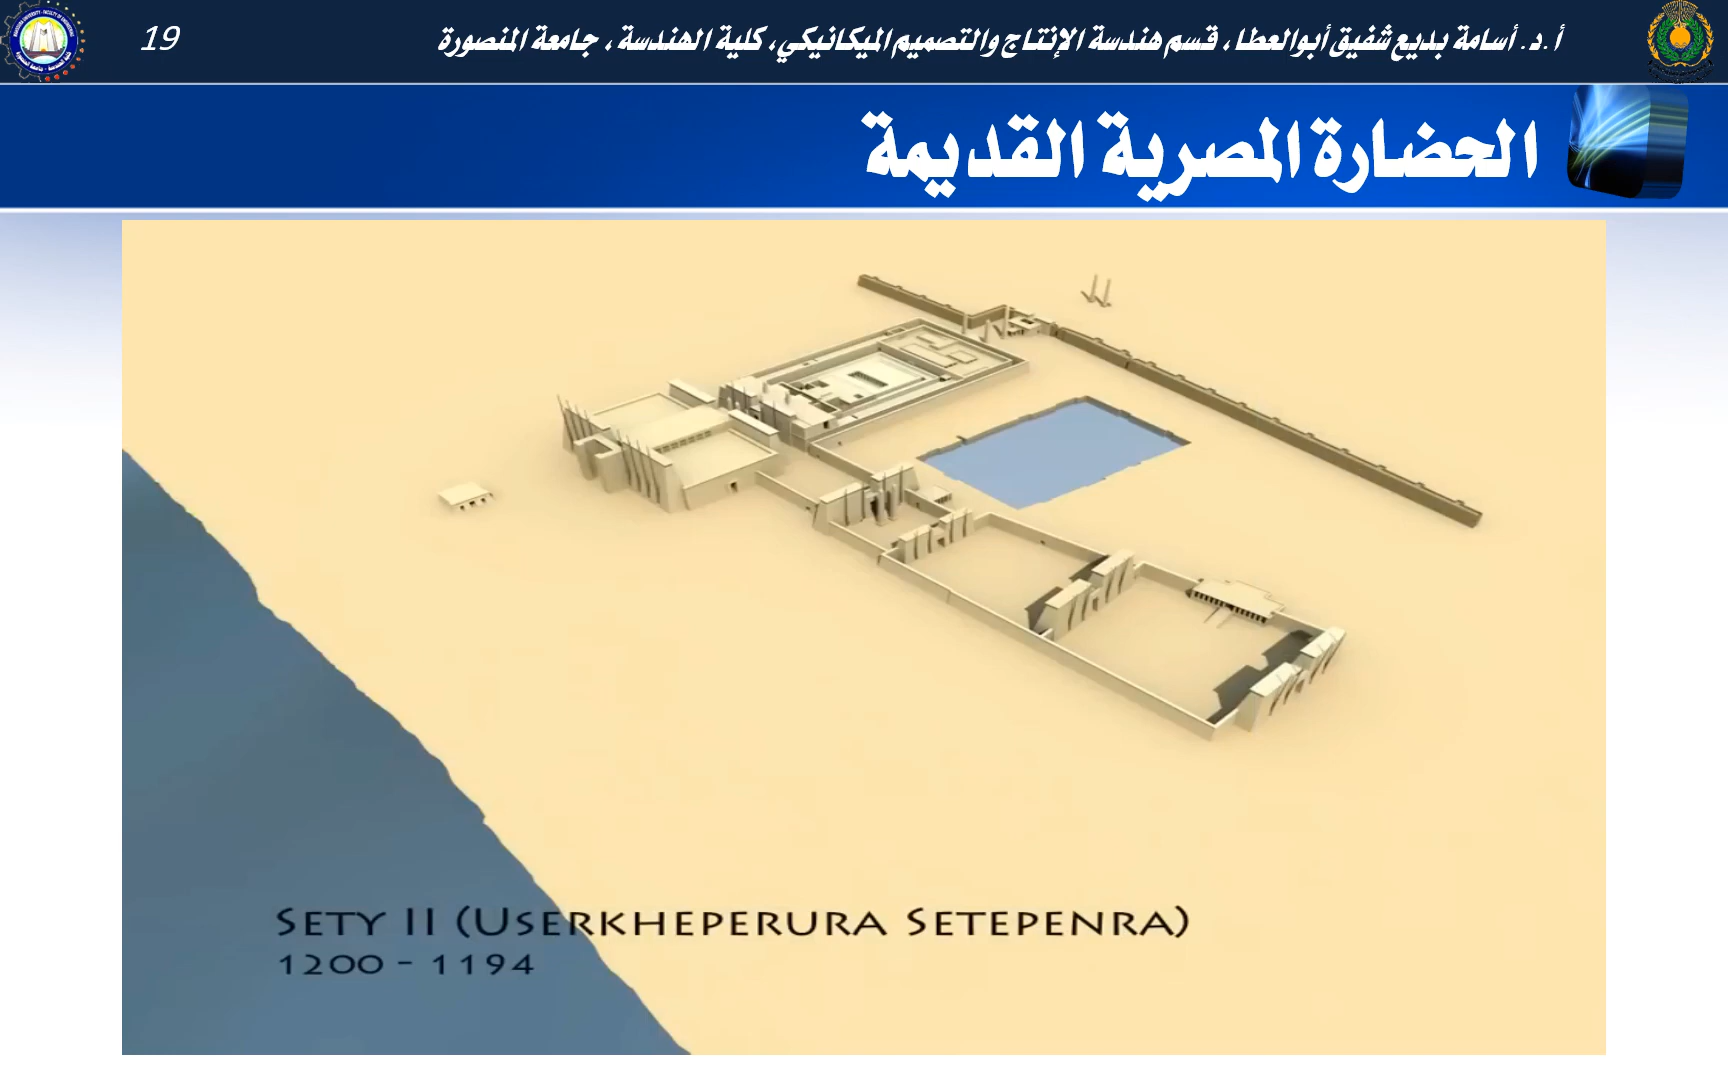 أ.د. أسامة بديع شفيق أبوالعطا ، قسم هندسة الإنتاج والتصميم الميكانيكي، كلية الهندسة ، جامعة المنصورة
19
الحضارة المصرية القديمة
SETY II (USERKHEPERURA SETEPENRA)
1200 - 1194